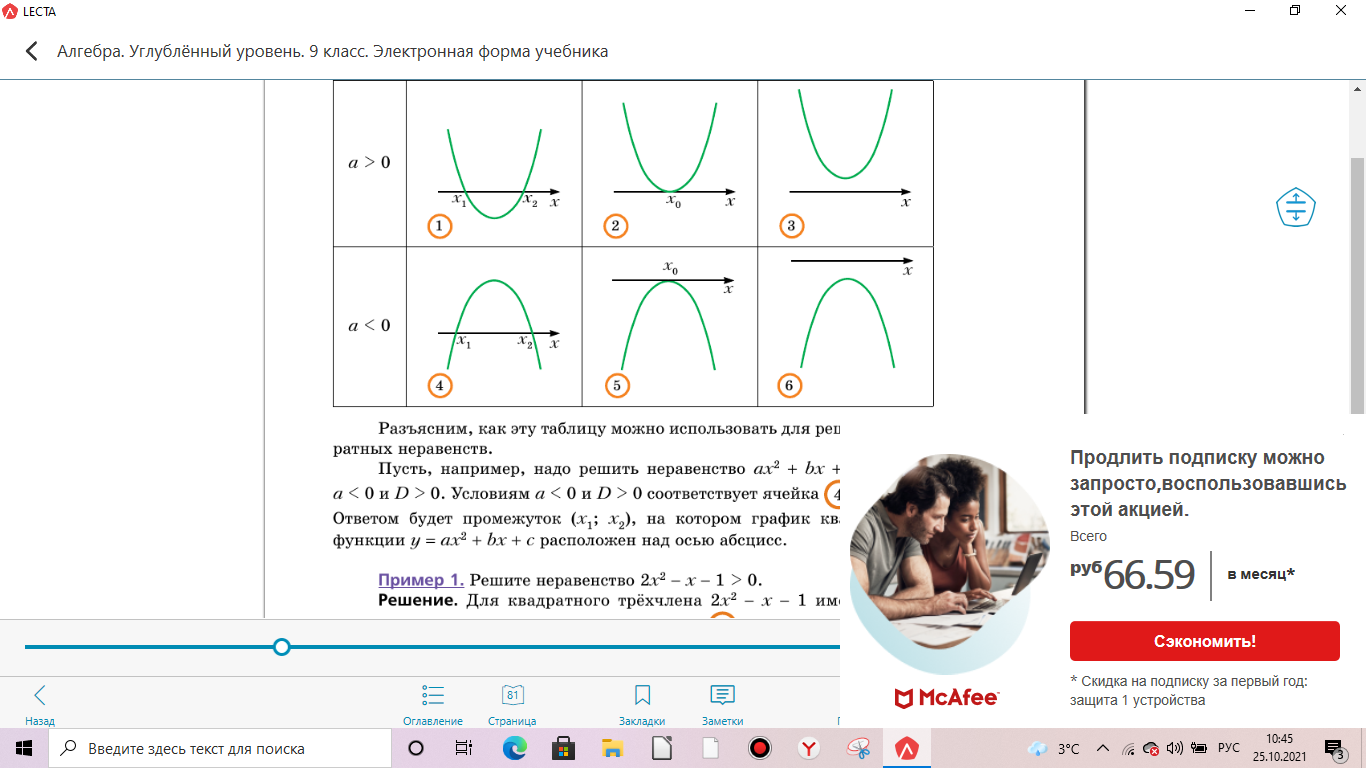 LECTA
Алгебра. Углублённый уровень. 9 класс. Электронная форма учебника
a > 0
x₁ x₂ x
1
x₀ x
2
x
3
a < 0
x₁ x₂ x
4
x₀
x
5
x
6
Разъясним, как эту таблицу можно использовать для
ратных неравенств.
Пусть, например, надо решить неравенство ax² + bx +
a < 0 и D > 0. Условиям a < 0 и D > 0 соответствует ячейка 4
Ответом будет промежуток (x₁; x₂), на котором график
функции y = ax² + bx + c расположен над осью абсцисс.
Пример 1. Решите неравенство 2x² – x – 1 > 0.
Решение. Для квадратного трёхчлена 2x² – x – 1
Продлить подписку можно
запросто,воспользовавшись
этой акцией.
Всего
руб66.59 в месяц*
Сэкономить!
* Скидка на подписку за первый год:
защита 1 устройства
McAfee™
Назад
Оглавление
81
Страница
Закладки
Заметки
Введите здесь текст для поиска
3°C
РУС
10:45
25.10.2021
3